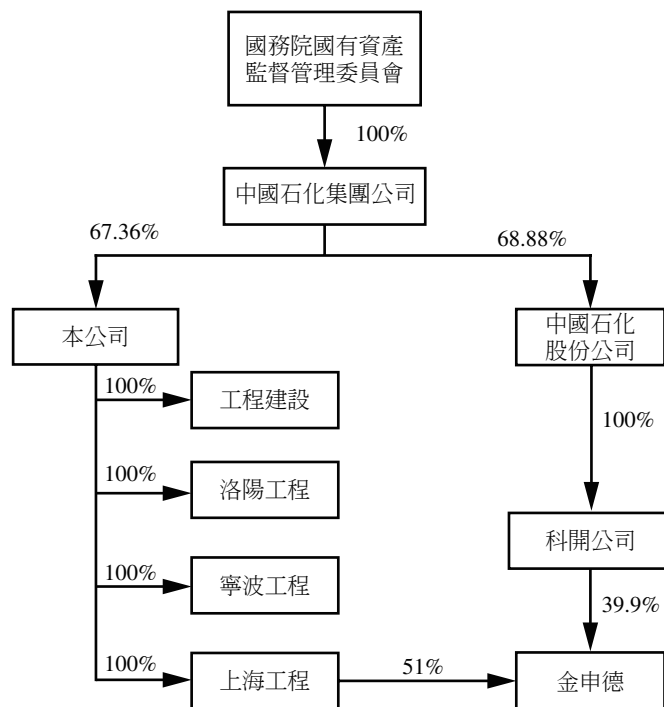 國務院國有資產
監督管理委員會
100%
中國石化集團公司
67.36%
68.88%
本公司
中國石化
股份公司
100%
工程建設
100%
100%
洛陽工程
科開公司
100%
寧波工程
39.9%
100%
上海工程
51%
金申德